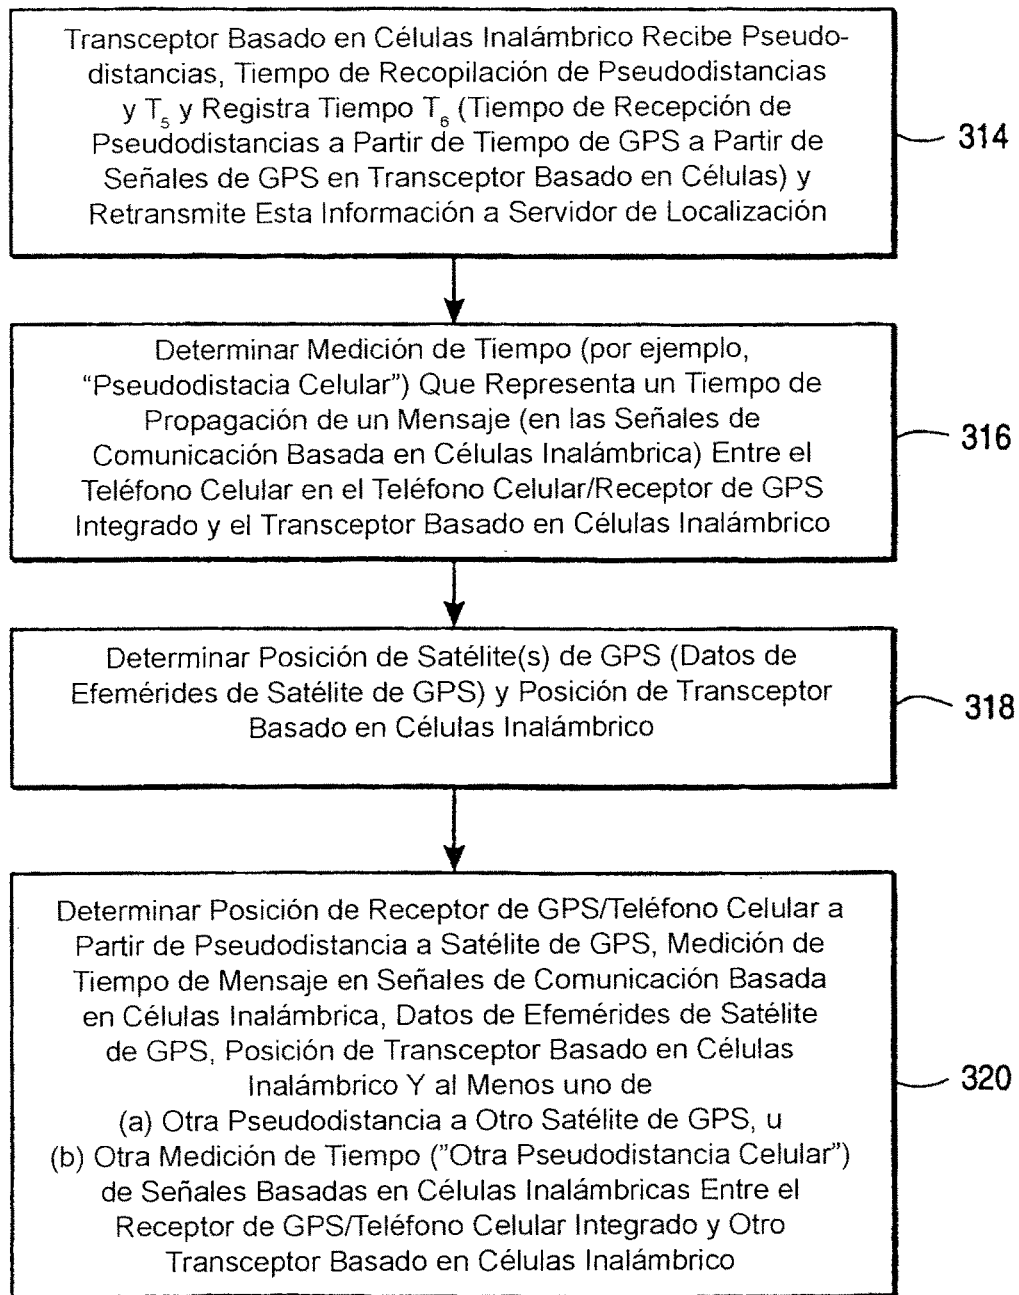 Transceptor Basado en Células Inalámbrico Recibe Pseudo-
distancias, Tiempo de Recopilación de Pseudodistancias
y T₅ y Registra Tiempo T₆ (Tiempo de Recepción de
Pseudodistancias a Partir de Tiempo de GPS a Partir de
Señales de GPS en Transceptor Basado en Células) y
Retransmite Esta Información a Servidor de Localización
314
Determinar Medición de Tiempo (por ejemplo,
“Pseudodistacia Celular”) Que Representa un Tiempo de
Propagación de un Mensaje (en las Señales de
Comunicación Basada en Células Inalámbrica) Entre el
Teléfono Celular en el Teléfono Celular/Receptor de GPS
Integrado y el Transceptor Basado en Células Inalámbrico
316
Determinar Posición de Satélite(s) de GPS (Datos de
Efemérides de Satélite de GPS) y Posición de Transceptor
Basado en Células Inalámbrico
318
Determinar Posición de Receptor de GPS/Teléfono Celular a
Partir de Pseudodistancia a Satélite de GPS, Medición de
Tiempo de Mensaje en Señales de Comunicación Basada
en Células Inalámbrica, Datos de Efemérides de Satélite
de GPS, Posición de Transceptor Basado en Células
Inalámbrico Y al Menos uno de
(a) Otra Pseudodistancia a Otro Satélite de GPS, u
(b) Otra Medición de Tiempo ("Otra Pseudodistancia Celular")
de Señales Basadas en Células Inalámbricas Entre el
Receptor de GPS/Teléfono Celular Integrado y Otro
Transceptor Basado en Células Inalámbrico
320